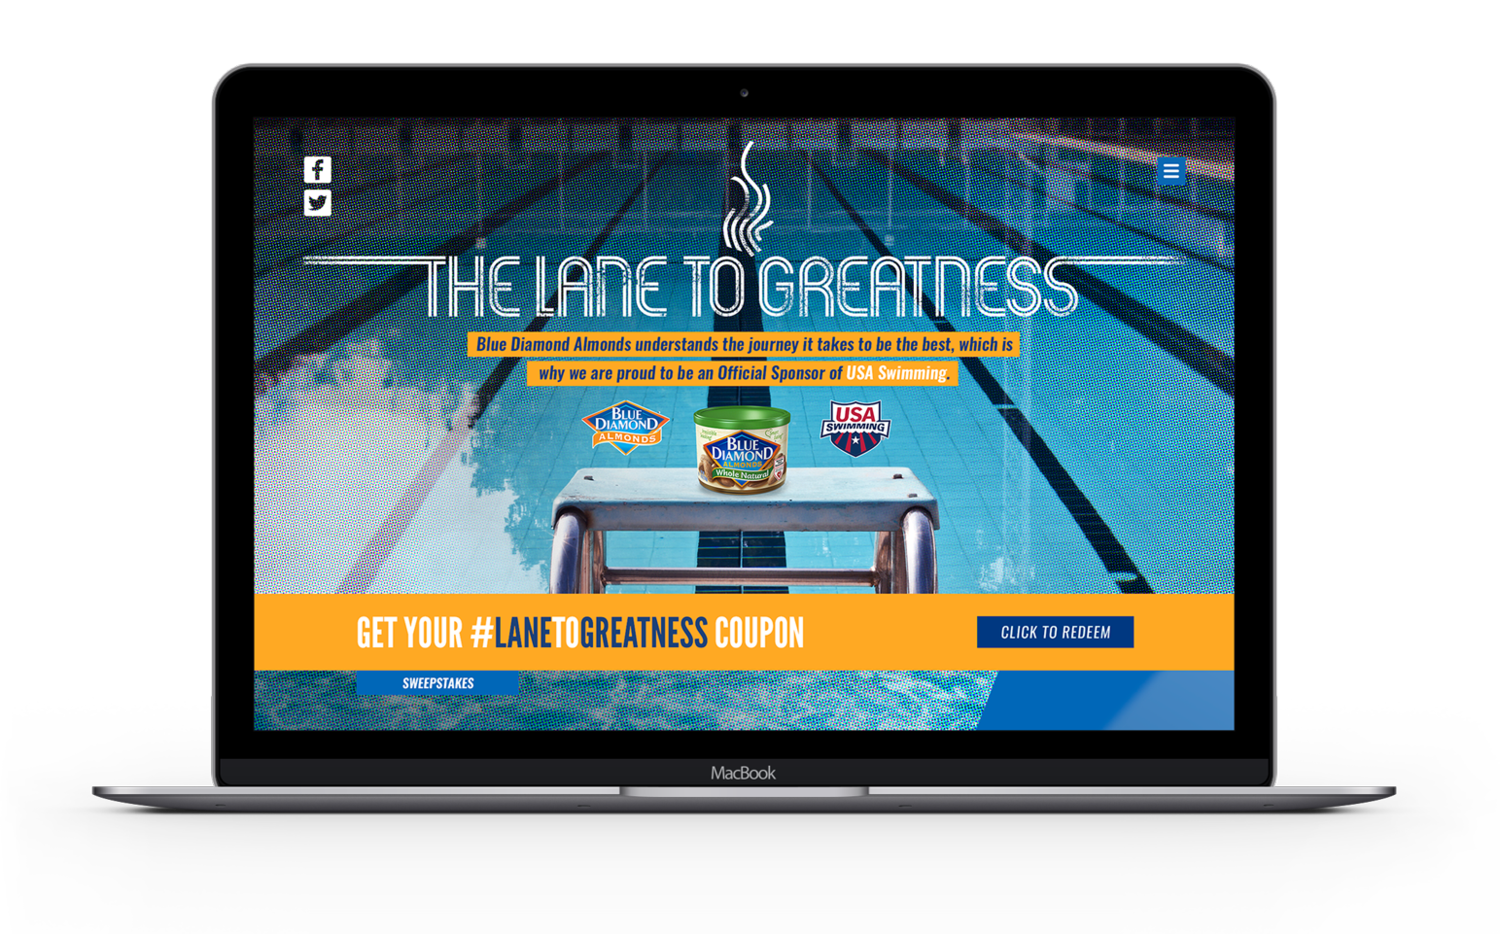 THE LANE TO GREATNESS
Blue Diamond Almonds understands the journey it takes to be the best, which is
why we are proud to be an Official Sponsor of USA Swimming.
BLUE
DIAMOND
ALMONDS
BLUE
DIAMOND
ALMONDS
Whole Natural
USA
SWIMMING
GET YOUR #LANETOGREATNESS COUPON
CLICK TO REDEEM
SWEEPSTAKES
MacBook